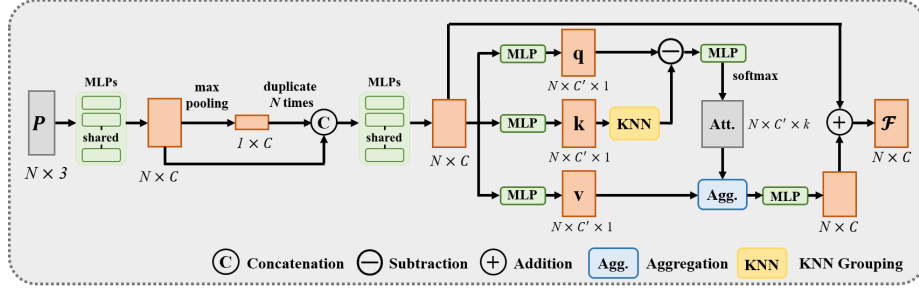 P
N × 3
MLPs
shared
N × C
max
pooling
1 × C
duplicate
N times
C
MLPs
shared
N × C
MLP
q
N × C′ × 1
MLP
k
N × C′ × 1
KNN
MLP
v
N × C′ × 1
MLP
softmax
Att.
N × C′ × k
Agg.
MLP
N × C
ℱ
N × C
C Concatenation
Subtraction
Addition
Agg. Aggregation
KNN KNN Grouping